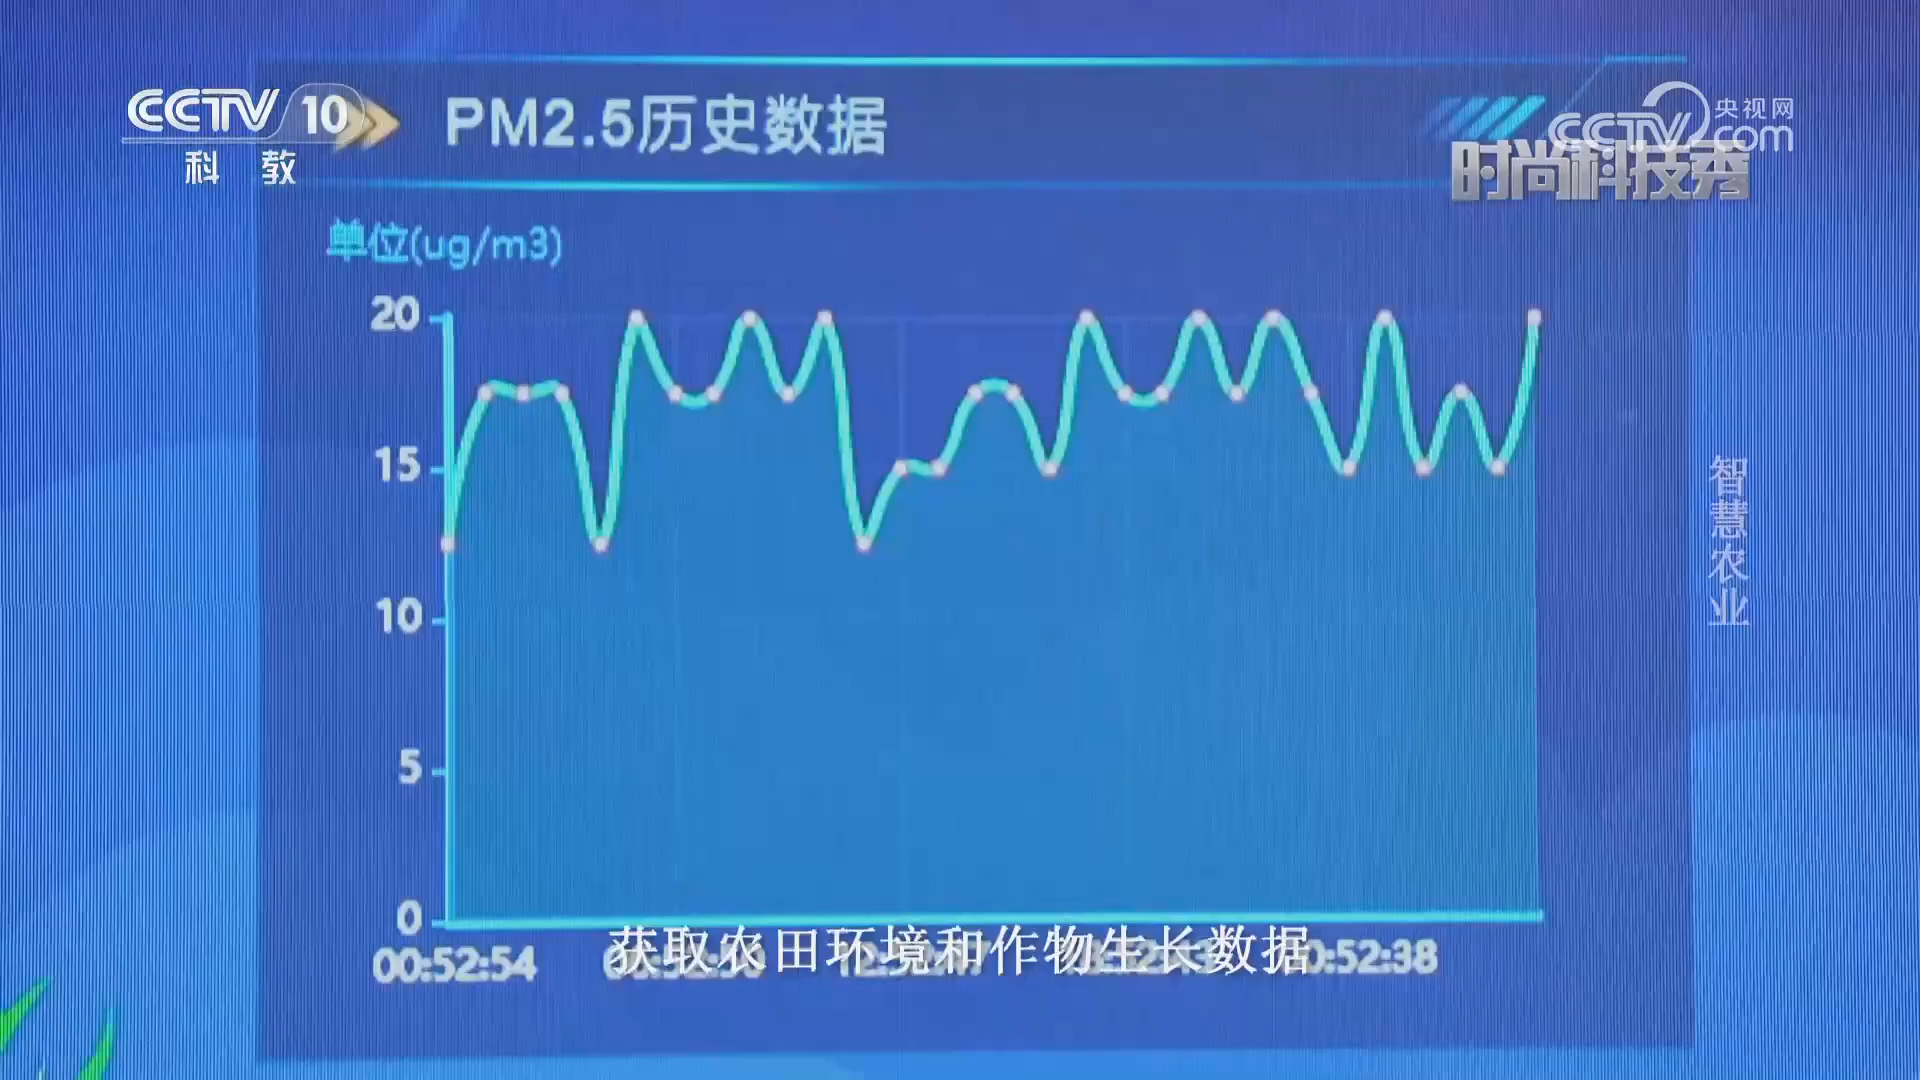 CCTV 10
科 教
PM2.5历史数据
央视网
CCTV.com
时尚科技秀
单位(ug/m3)
20
15
10
5
0
智慧农业
00:52:54
00:52:38
获取农田环境和作物生长数据